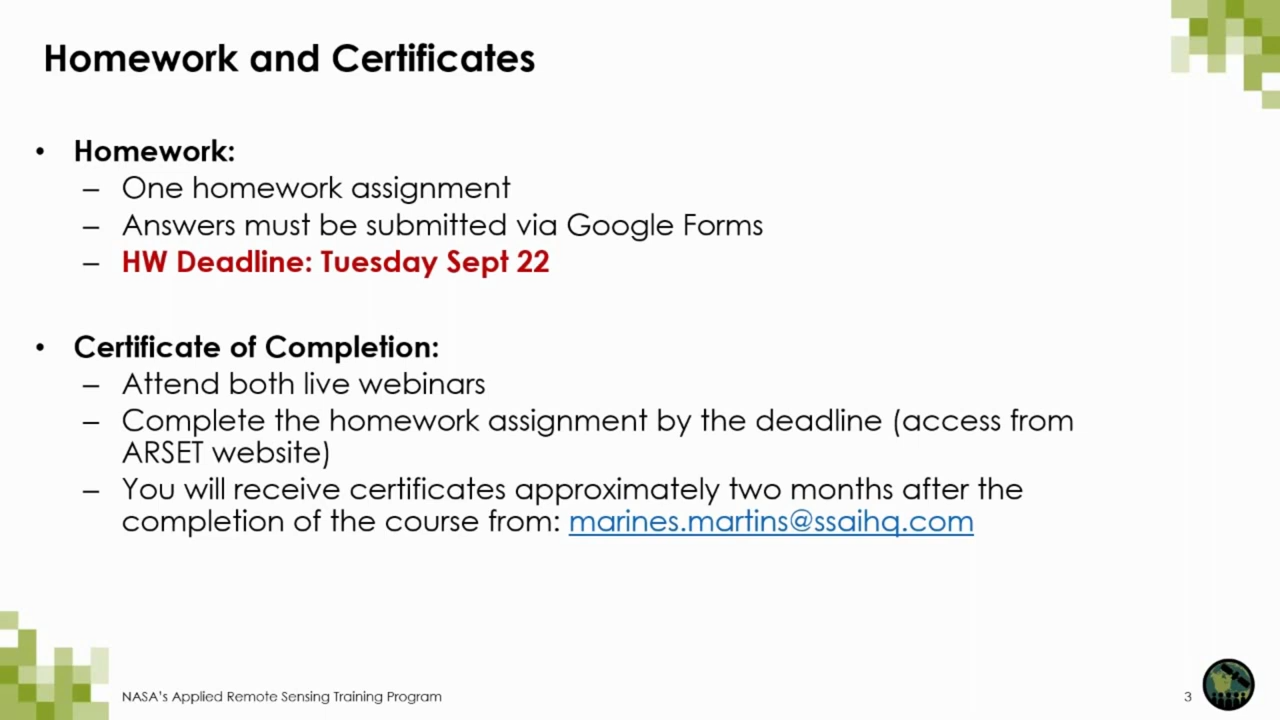 Homework and Certificates
• Homework:
– One homework assignment
– Answers must be submitted via Google Forms
– HW Deadline: Tuesday Sept 22
• Certificate of Completion:
– Attend both live webinars
– Complete the homework assignment by the deadline (access from
ARSET website)
– You will receive certificates approximately two months after the
completion of the course from: marines.martins@ssaihq.com
NASA's Applied Remote Sensing Training Program
3